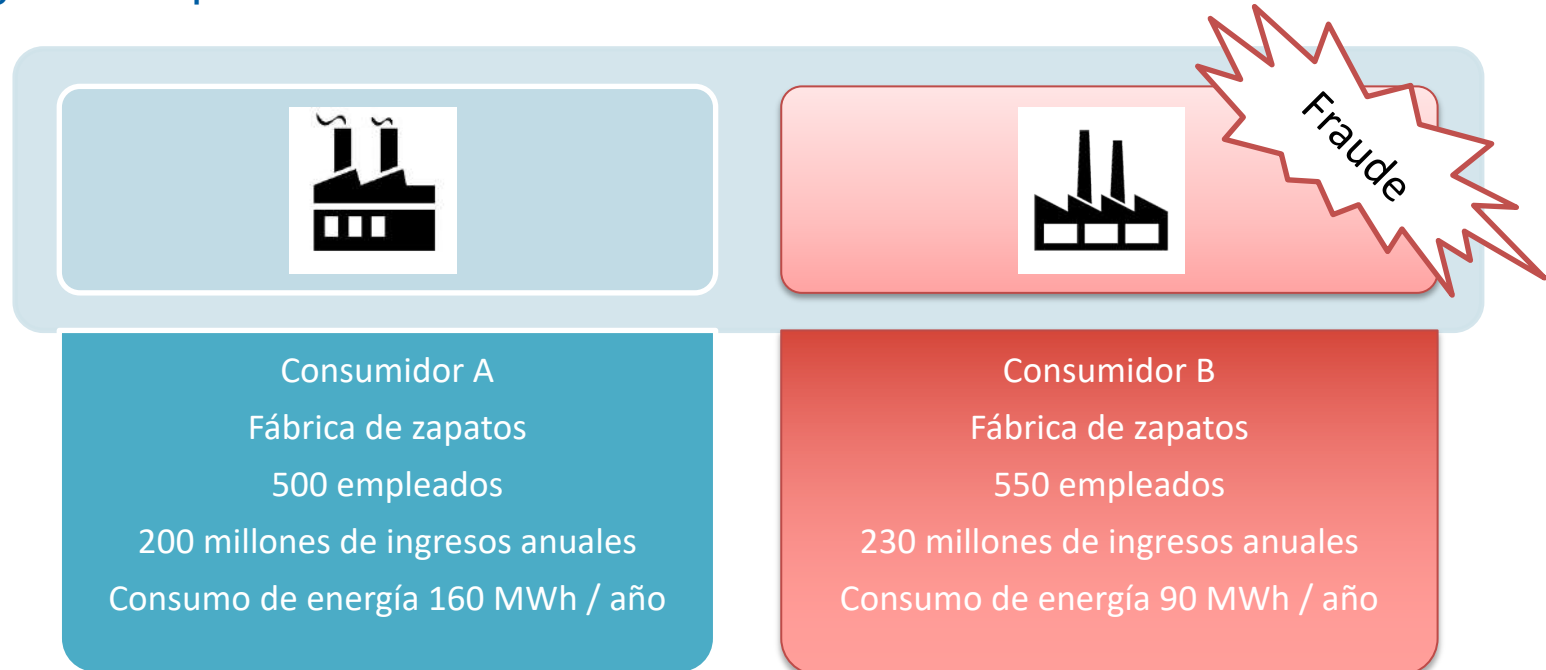 Fraude
Consumidor A
Fábrica de zapatos
500 empleados
200 millones de ingresos anuales
Consumo de energía 160 MWh / año
Consumidor B
Fábrica de zapatos
550 empleados
230 millones de ingresos anuales
Consumo de energía 90 MWh / año